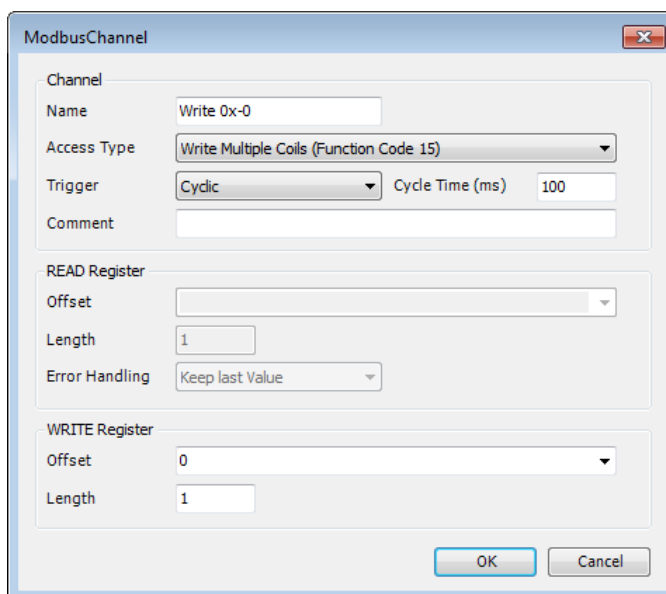 ModbusChannel
Channel
Name Write 0x-0
Access Type Write Multiple Coils (Function Code 15)
Trigger Cyclic Cycle Time (ms) 100
Comment
READ Register
Offset
Length 1
Error Handling Keep last Value
WRITE Register
Offset 0
Length 1
OK Cancel